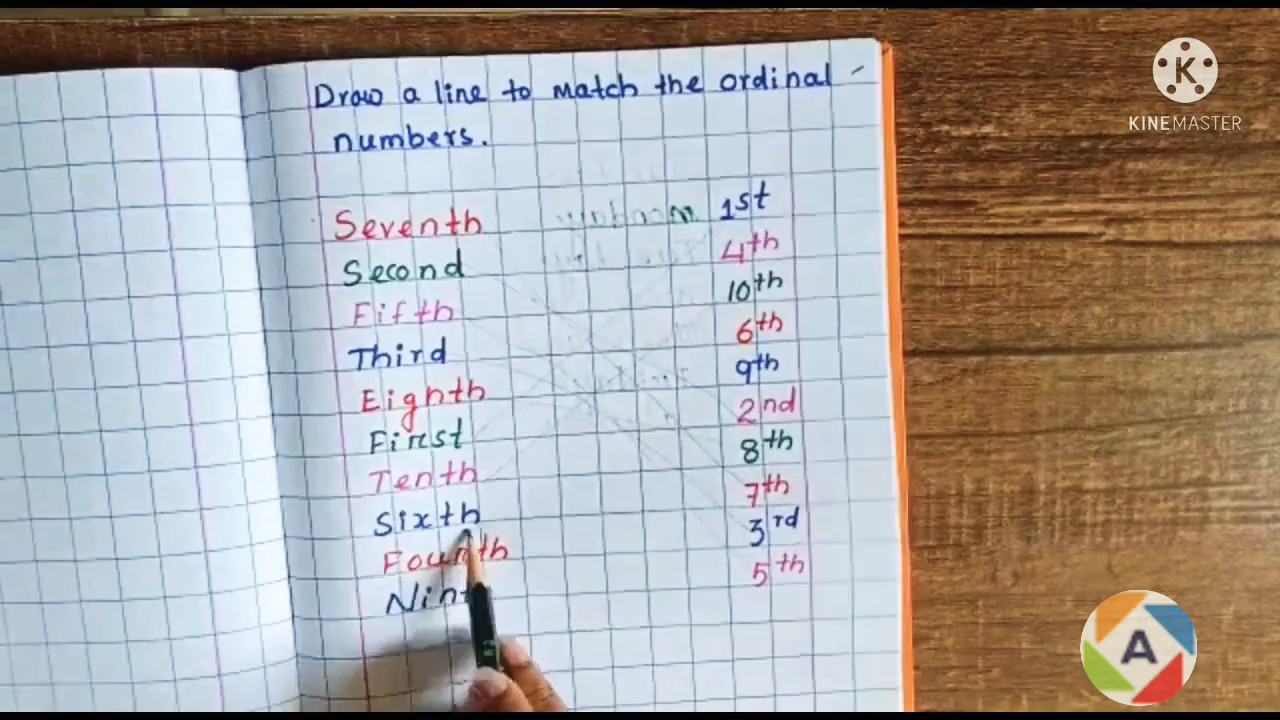 Draw a line to match the ordinal
numbers.
KINEMASTER
Seventh 1st
Second 4th
Fifth 10th
Third 6th
Eighth 9th
First 2nd
Tenth 8th
Sixth 7th
Fourth 3rd
5th
A